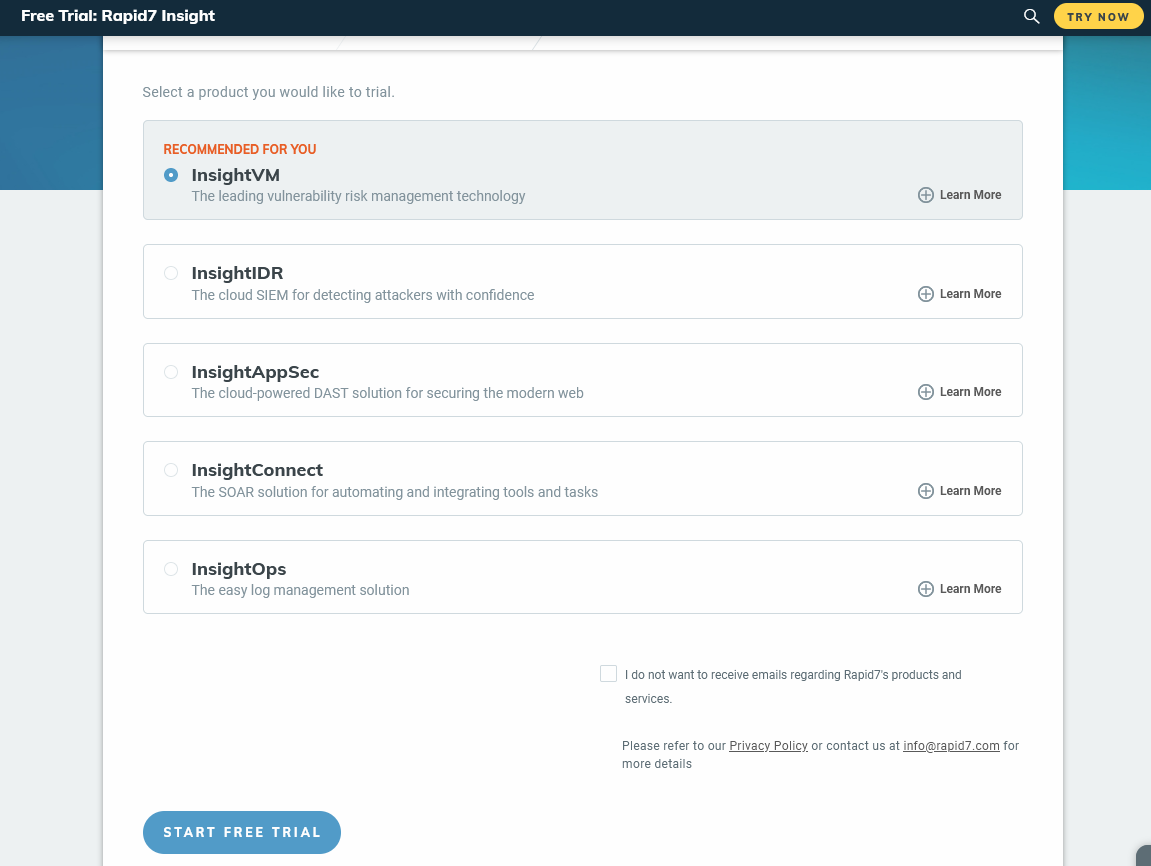 Free Trial: Rapid7 Insight
TRY NOW
Select a product you would like to trial.
RECOMMENDED FOR YOU
InsightVM
The leading vulnerability risk management technology
Learn More
InsightIDR
The cloud SIEM for detecting attackers with confidence
Learn More
InsightAppSec
The cloud-powered DAST solution for securing the modern web
Learn More
InsightConnect
The SOAR solution for automating and integrating tools and tasks
Learn More
InsightOps
The easy log management solution
Learn More
I do not want to receive emails regarding Rapid7's products and
services.
Please refer to our Privacy Policy or contact us at info@rapid7.com for
more details
START FREE TRIAL